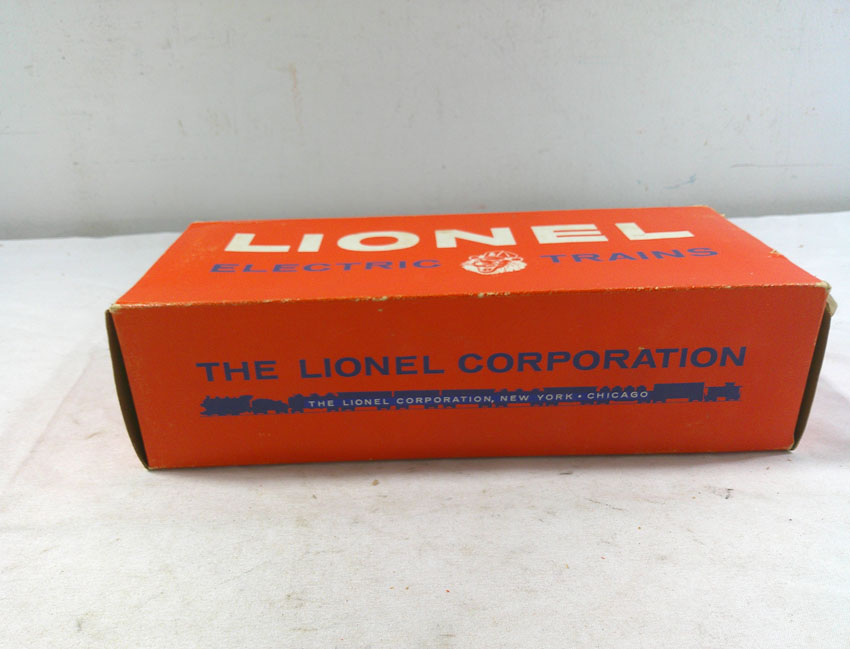 LIONEL
ELECTRIC TRAINS
THE LIONEL CORPORATION
THE LIONEL CORPORATION, NEW YORK • CHICAGO